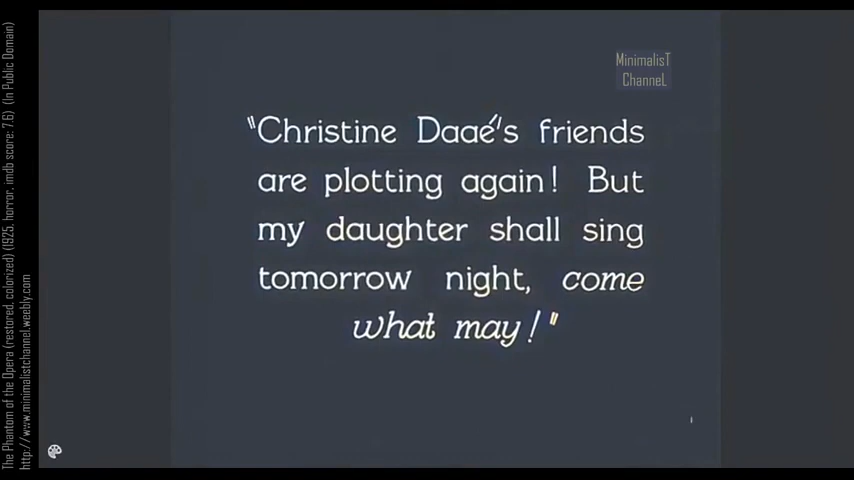 The Phantom of the Opera (restored, colorized) (1925, horror, imdb score: 7.6) (In Public Domain)
http://www.minimalistchannel.weebly.com
MinimalisT
ChanneL
"Christine Daaé's friends
are plotting again! But
my daughter shall sing
tomorrow night, come
what may!"